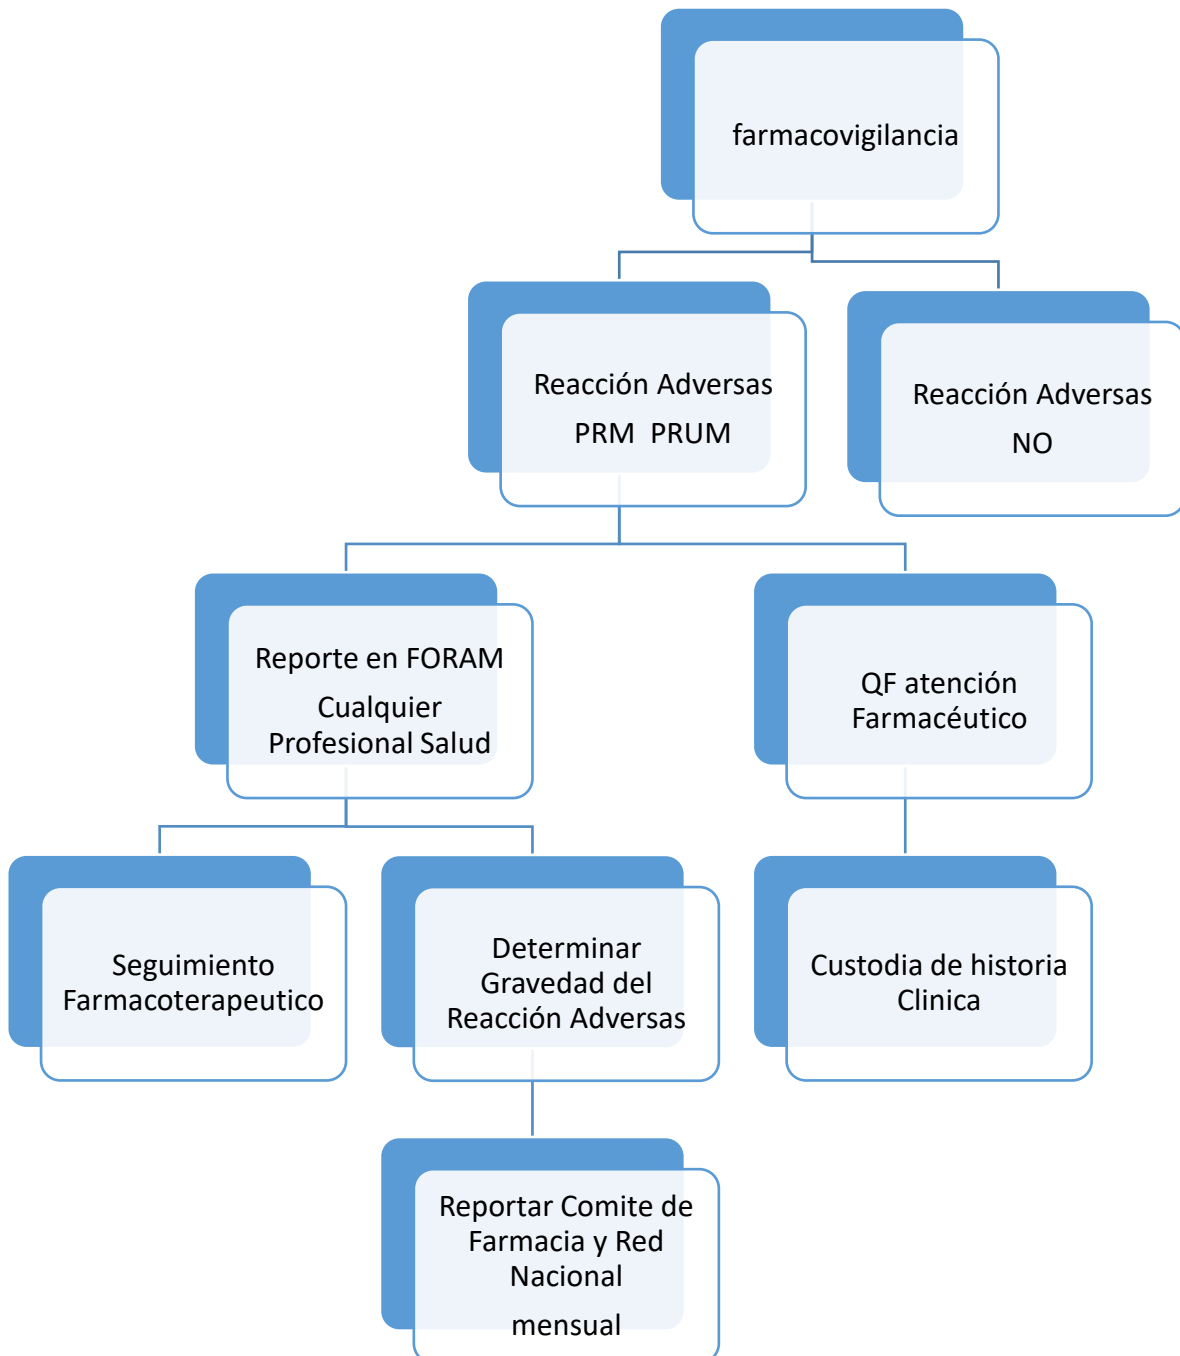 farmacovigilancia
Reacción Adversas
PRM  PRUM
Reacción Adversas
NO
Reporte en FORAM
Cualquier
Profesional Salud
QF atención
Farmacéutico
Seguimiento
Farmacoterapeutico
Determinar
Gravedad del
Reacción Adversas
Custodia de historia
Clinica
Reportar Comite de
Farmacia y Red
Nacional
mensual